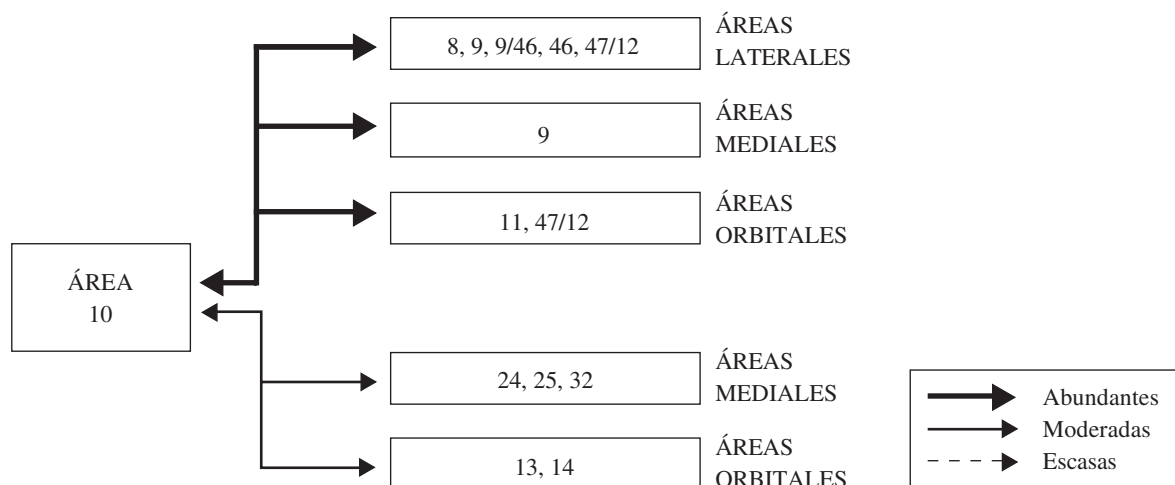 8, 9, 9/46, 46, 47/12
ÁREAS
LATERALES
9
ÁREAS
MEDIALES
11, 47/12
ÁREAS
ORBITALES
ÁREA
10
24, 25, 32
ÁREAS
MEDIALES
13, 14
ÁREAS
ORBITALES
Abundantes
Moderadas
Escasas